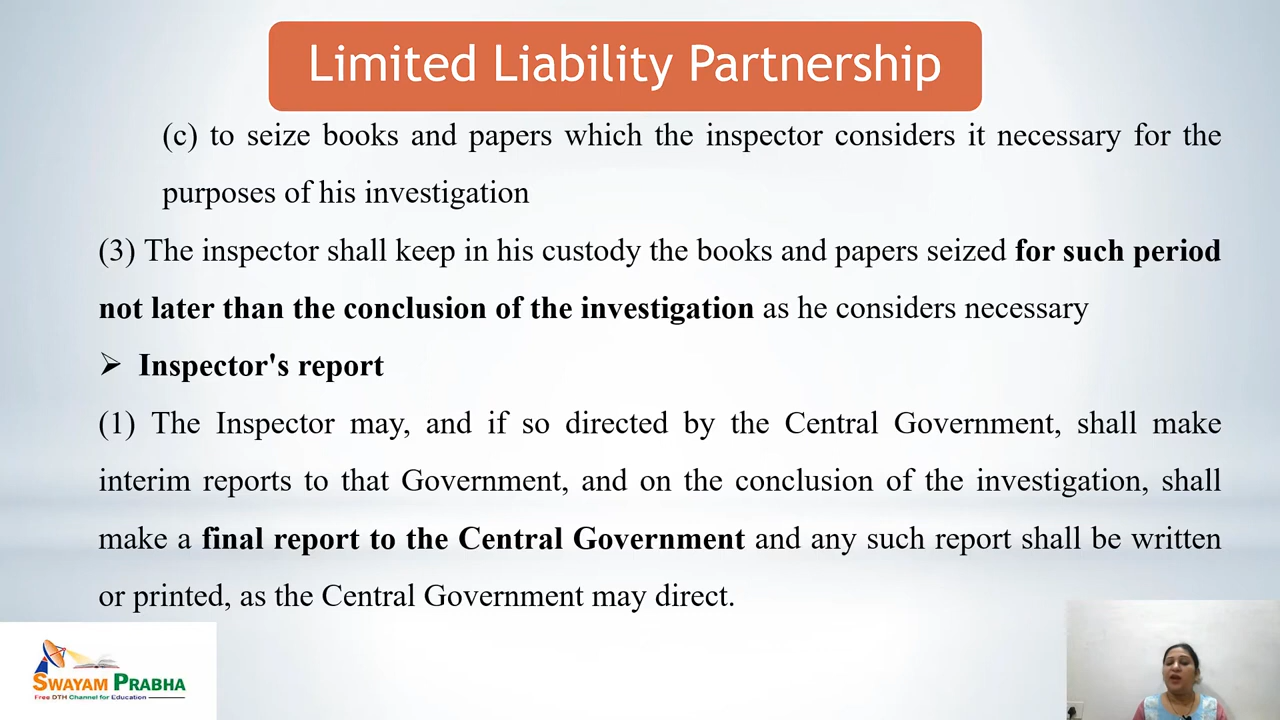 Limited Liability Partnership
(c) to seize books and papers which the inspector considers it necessary for the
purposes of his investigation
(3) The inspector shall keep in his custody the books and papers seized for such period
not later than the conclusion of the investigation as he considers necessary
➢ Inspector's report
(1) The Inspector may, and if so directed by the Central Government, shall make
interim reports to that Government, and on the conclusion of the investigation, shall
make a final report to the Central Government and any such report shall be written
or printed, as the Central Government may direct.
SWAYAM PRABHA
Free DTH Channel for Education